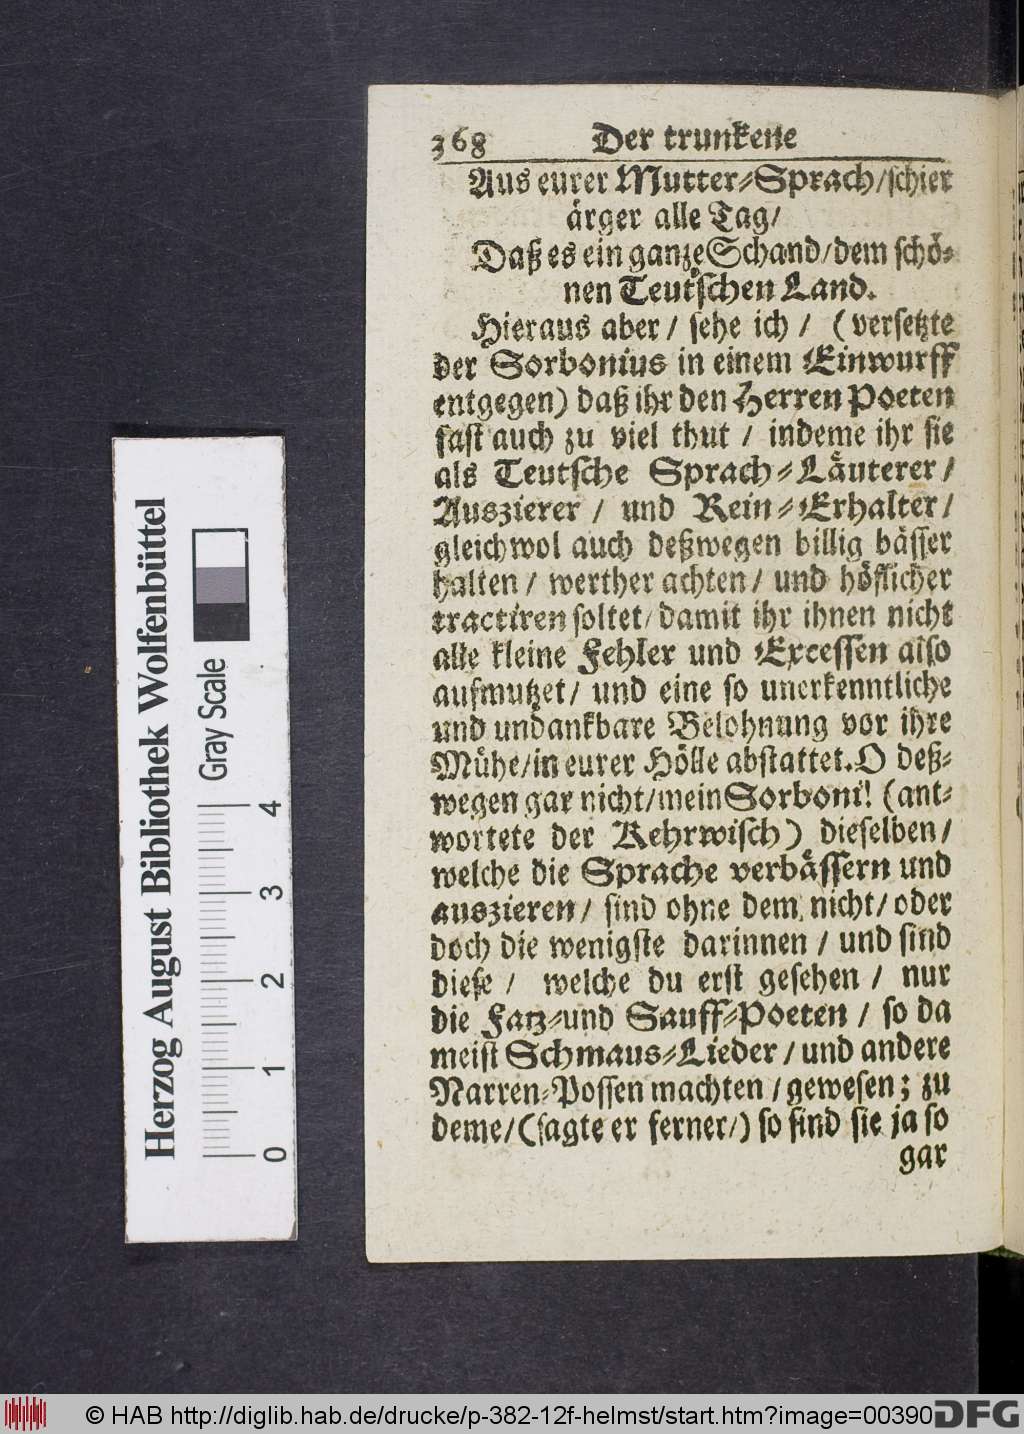 368 Der trunkene
Aus eurer Mutter-Sprach/schier
ärger alle Tag/
Daß es ein ganze Schand/dem schö-
nen Teutschen Land.
Hieraus aber / sehe ich / (versetzte
der Sorbonius in einem Einwurff
entgegen) daß ihr den Herren Poeten
fast auch zu viel thut / indeme ihr sie
als Teutsche Sprach-Läuterer /
Auszierer / und Rein-Erhalter /
gleichwol auch deßwegen billig bässer
halten / werther achten / und höflicher
tractiren soltet/ damit ihr ihnen nicht
alle kleine Fehler und Excessen also
aufmutzet/ und eine so unerkenntliche
und undankbare Belohnung vor ihre
Mühe/in eurer Hölle abstattet. O deß-
wegen gar nicht/mein Sorboni! (ant-
wortete der Kehrwisch) dieselben /
welche die Sprache verbässern und
auszieren / sind ohne dem nicht/ oder
doch die wenigste darinnen / und sind
diese / welche du erst gesehen / nur
die Fatz-und Sauff-Poeten / so da
meist Schmaus-Lieder / und andere
Narren-Possen machten / gewesen; zu
deme/ (sagte er ferner/) so sind sie ja so
gar
Herzog August Bibliothek Wolfenbüttel
Gray Scale
0 1 2 3 4
© HAB http://diglib.hab.de/drucke/p-382-12f-helmst/start.htm?image=00390
DFG